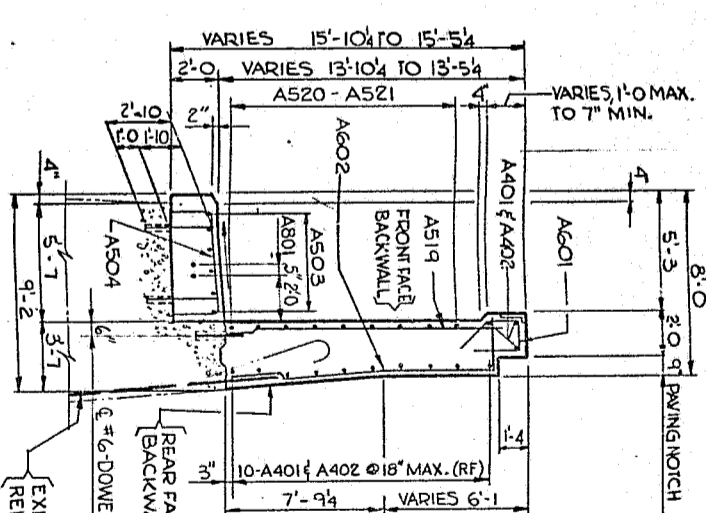 VARIES 15'-10¼ TO 15'-5¼
2'-0 VARIES 13'-10¼ TO 13'-5¼
A520 - A521
4"
VARIES, 1'-0 MAX.
TO 7" MIN.
2'-10
1'-0 1'-10
2"
A602
A401 & A402
A601
4"
4"
A504
A801 5" 2'-0
A503
FRONT FACE
BACKWALL
A519
5'-3
8'-0
5'-7
9'-2
3'-7
6"
2'-0
9"
PAVING NOTCH
1'-4
REAR FA
BACKWA
3"
10-A401 & A402 @ 18" MAX. (RF)
7'-9¼
VARIES 6'-1
℄ #6-DOWE
EXI